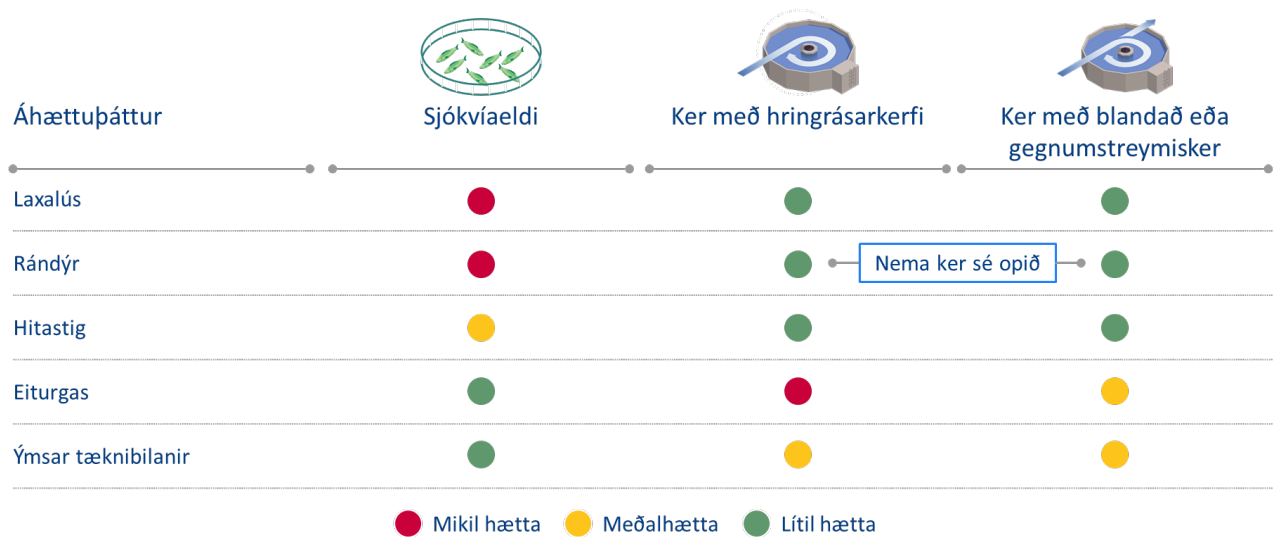 Áhættuþáttur
Sjókvíaeldi
Ker með hringrásarkerfi
Ker með blandað eða
gegnumstreymisker
Laxalús
Rándýr
Nema ker sé opið
Hitastig
Eiturgas
Ýmsar tæknibilanir
Mikil hætta
Meðalhætta
Lítil hætta